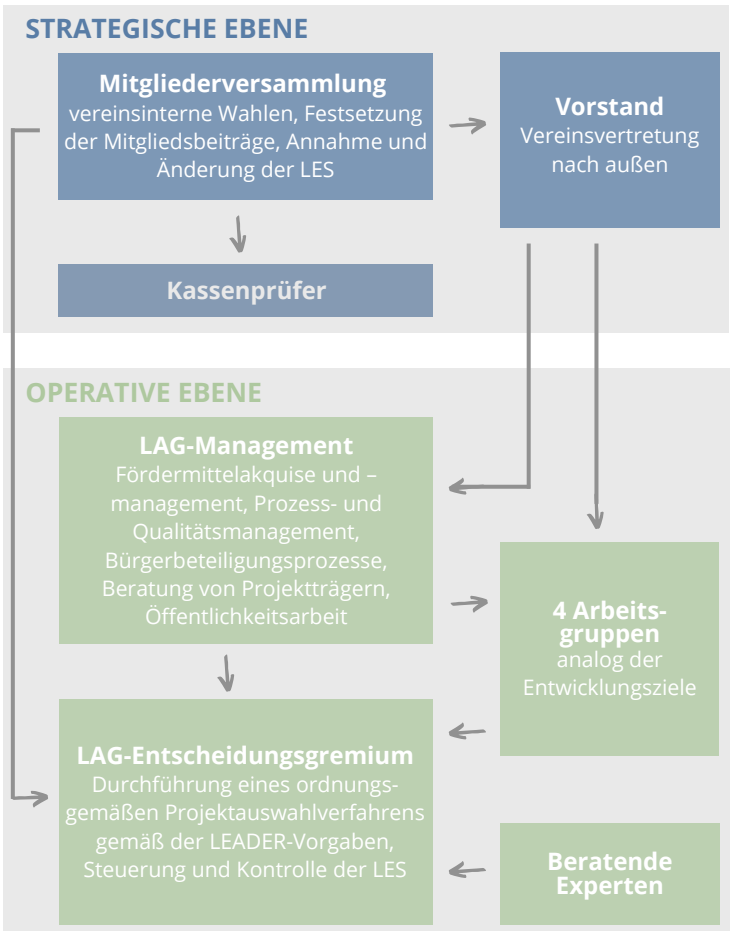 STRATEGISCHE EBENE
Mitgliederversammlung
vereinsinterne Wahlen, Festsetzung
der Mitgliedsbeiträge, Annahme und
Änderung der LES
Vorstand
Vereinsvertretung
nach außen
Kassenprüfer
OPERATIVE EBENE
LAG-Management
Fördermittelakquise und –
management, Prozess- und
Qualitätsmanagement,
Bürgerbeteiligungsprozesse,
Beratung von Projektträgern,
Öffentlichkeitsarbeit
4 Arbeits-
gruppen
analog der
Entwicklungsziele
LAG-Entscheidungsgremium
Durchführung eines ordnungs-
gemäßen Projektauswahlverfahrens
gemäß der LEADER-Vorgaben,
Steuerung und Kontrolle der LES
Beratende
Experten